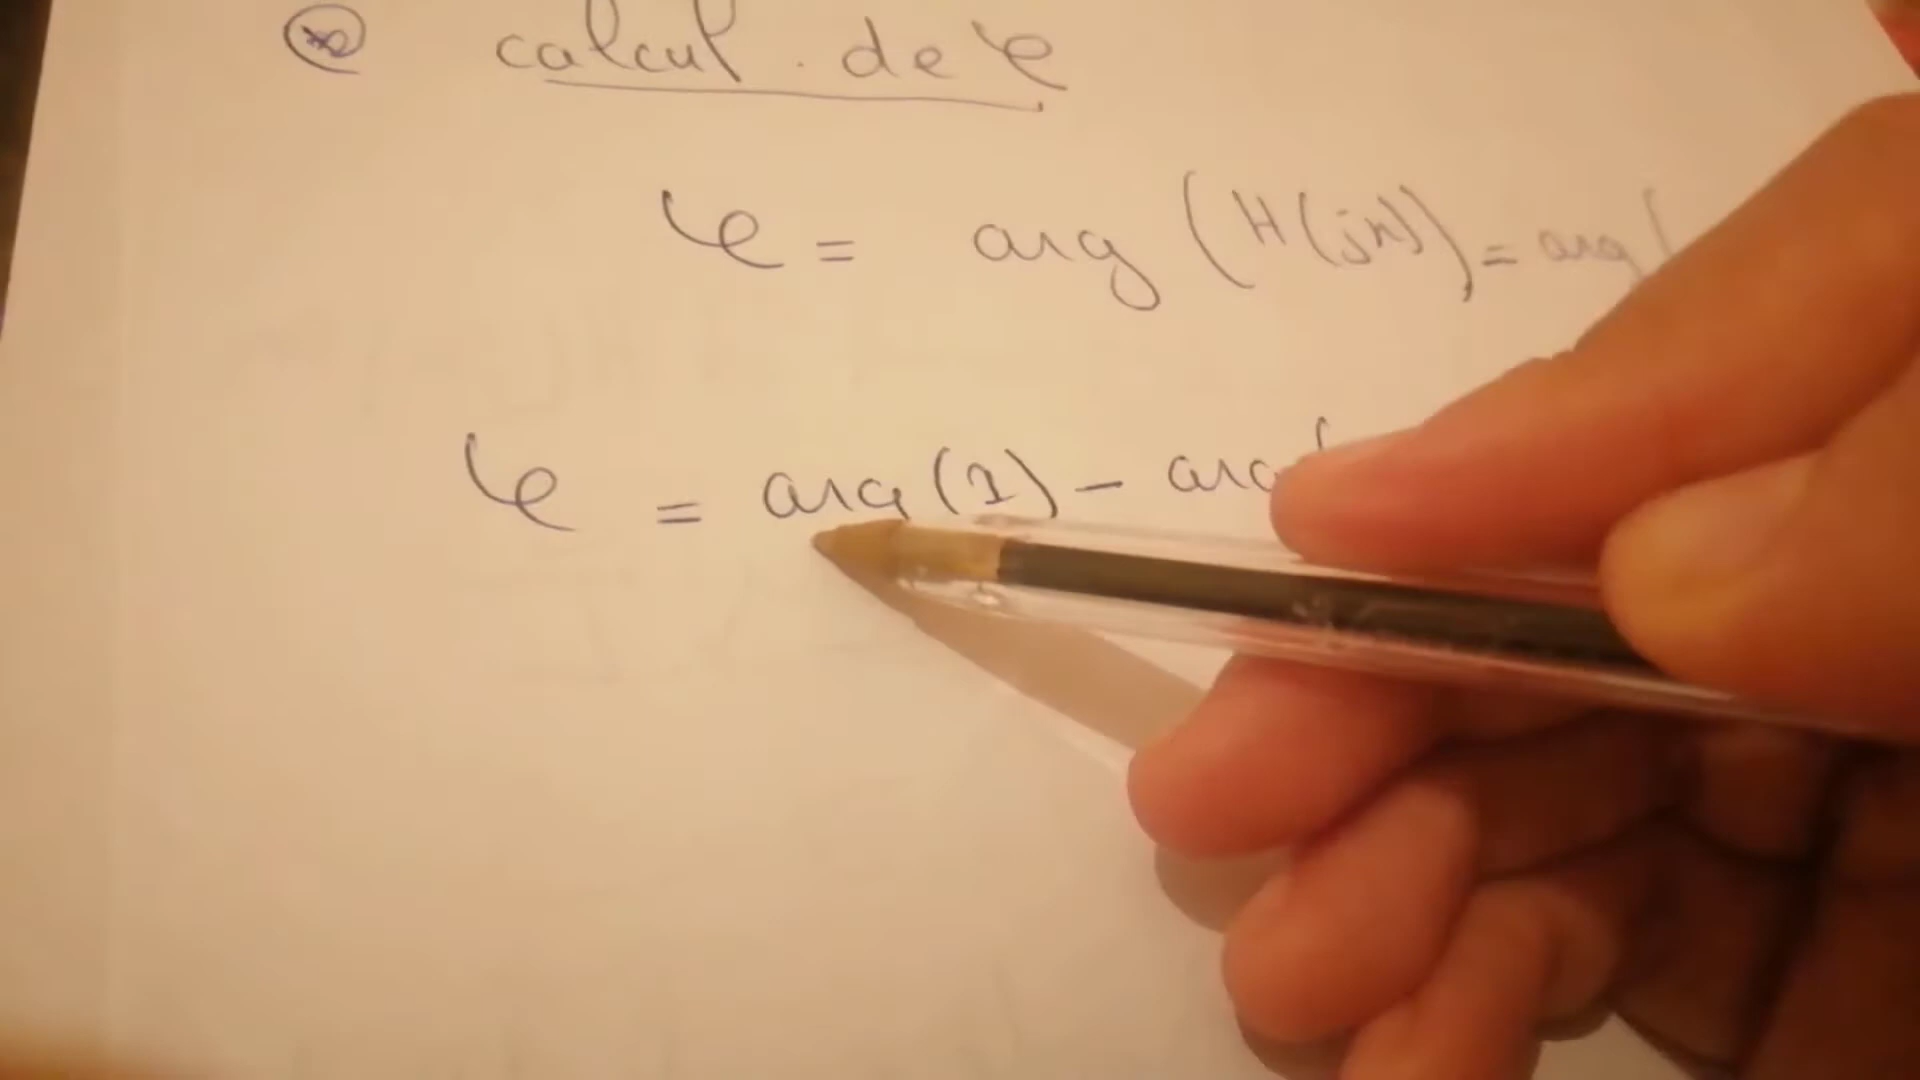 calcul de φ
φ = arg (H(jx)) = arg (
φ = arg (1) - arg (